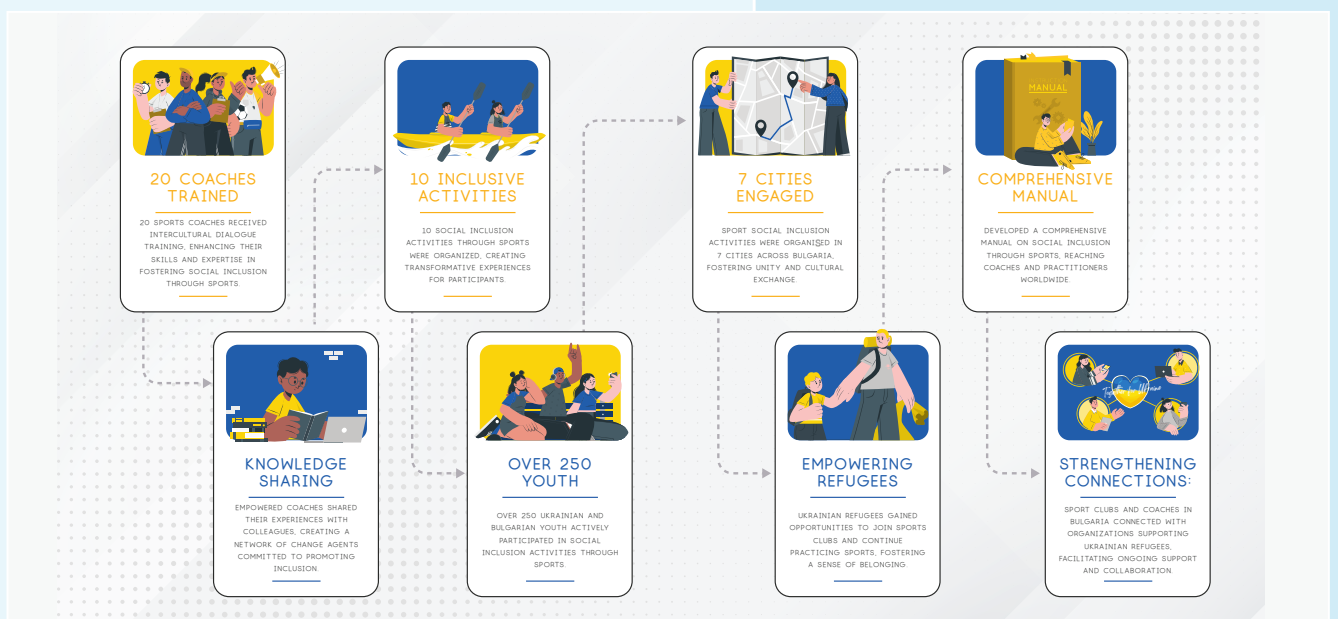 20 COACHES
TRAINED
20 SPORTS COACHES RECEIVED
INTERCULTURAL DIALOGUE
TRAINING, ENHANCING THEIR
SKILLS AND EXPERTISE IN
FOSTERING SOCIAL INCLUSION
THROUGH SPORTS.
KNOWLEDGE
SHARING
EMPOWERED COACHES SHARED
THEIR EXPERIENCES WITH
COLLEAGUES, CREATING A
NETWORK OF CHANGE AGENTS
COMMITTED TO PROMOTING
INCLUSION.
10 INCLUSIVE
ACTIVITIES
10 SOCIAL INCLUSION
ACTIVITIES THROUGH SPORTS
WERE ORGANIZED, CREATING
TRANSFORMATIVE EXPERIENCES
FOR PARTICIPANTS.
OVER 250
YOUTH
OVER 250 UKRAINIAN AND
BULGARIAN YOUTH ACTIVELY
PARTICIPATED IN SOCIAL
INCLUSION ACTIVITIES THROUGH
SPORTS.
7 CITIES
ENGAGED
SPORT SOCIAL INCLUSION
ACTIVITIES WERE ORGANISED IN
7 CITIES ACROSS BULGARIA,
FOSTERING UNITY AND CULTURAL
EXCHANGE.
EMPOWERING
REFUGEES
UKRAINIAN REFUGEES GAINED
OPPORTUNITIES TO JOIN SPORTS
CLUBS AND CONTINUE
PRACTICING SPORTS, FOSTERING
A SENSE OF BELONGING.
MANUAL
COMPREHENSIVE
MANUAL
DEVELOPED A COMPREHENSIVE
MANUAL ON SOCIAL INCLUSION
THROUGH SPORTS, REACHING
COACHES AND PRACTITIONERS
WORLDWIDE.
Together for Ukraine
STRENGTHENING
CONNECTIONS:
SPORT CLUBS AND COACHES IN
BULGARIA CONNECTED WITH
ORGANIZATIONS SUPPORTING
UKRAINIAN REFUGEES,
FACILITATING ONGOING SUPPORT
AND COLLABORATION.